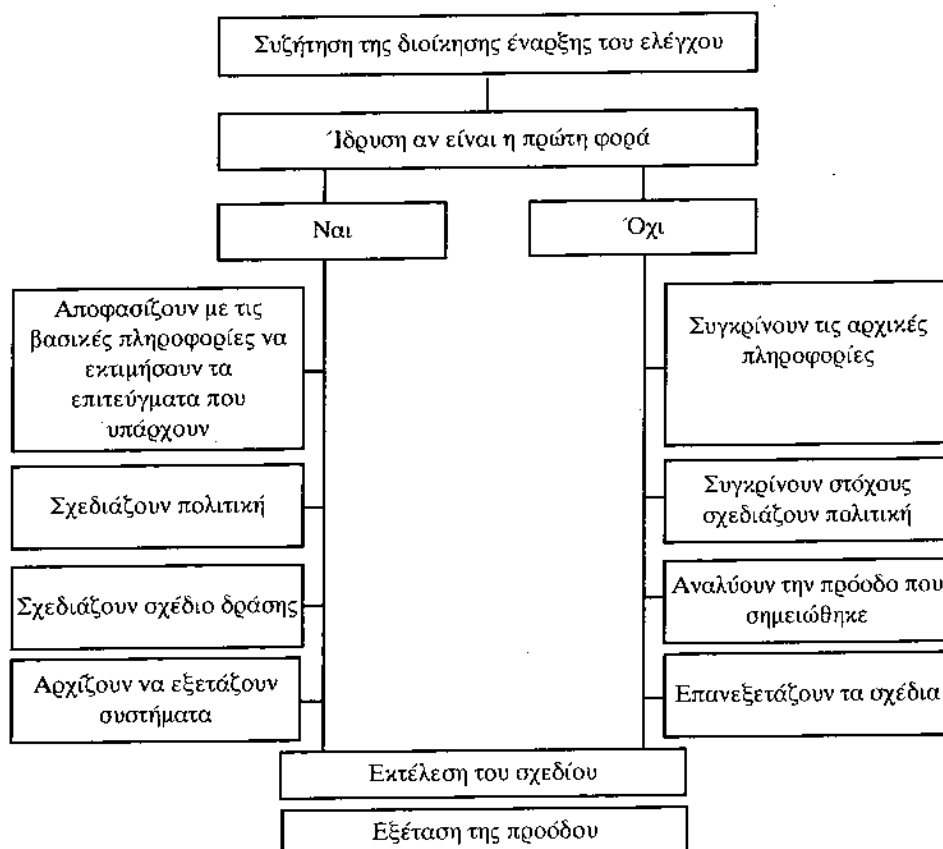 Συζήτηση της διοίκησης έναρξης του ελέγχου
Ίδρυση αν είναι η πρώτη φορά
Ναι
Όχι
Αποφασίζουν με τις
βασικές πληροφορίες να
εκτιμήσουν τα
επιτεύγματα που
υπάρχουν
Συγκρίνουν τις αρχικές
πληροφορίες
Σχεδιάζουν πολιτική
Συγκρίνουν στόχους
σχεδιάζουν πολιτική
Σχεδιάζουν σχέδιο δράσης
Αναλύουν την πρόοδο που
σημειώθηκε
Αρχίζουν να εξετάζουν
συστήματα
Επανεξετάζουν τα σχέδια
Εκτέλεση του σχεδίου
Εξέταση της προόδου